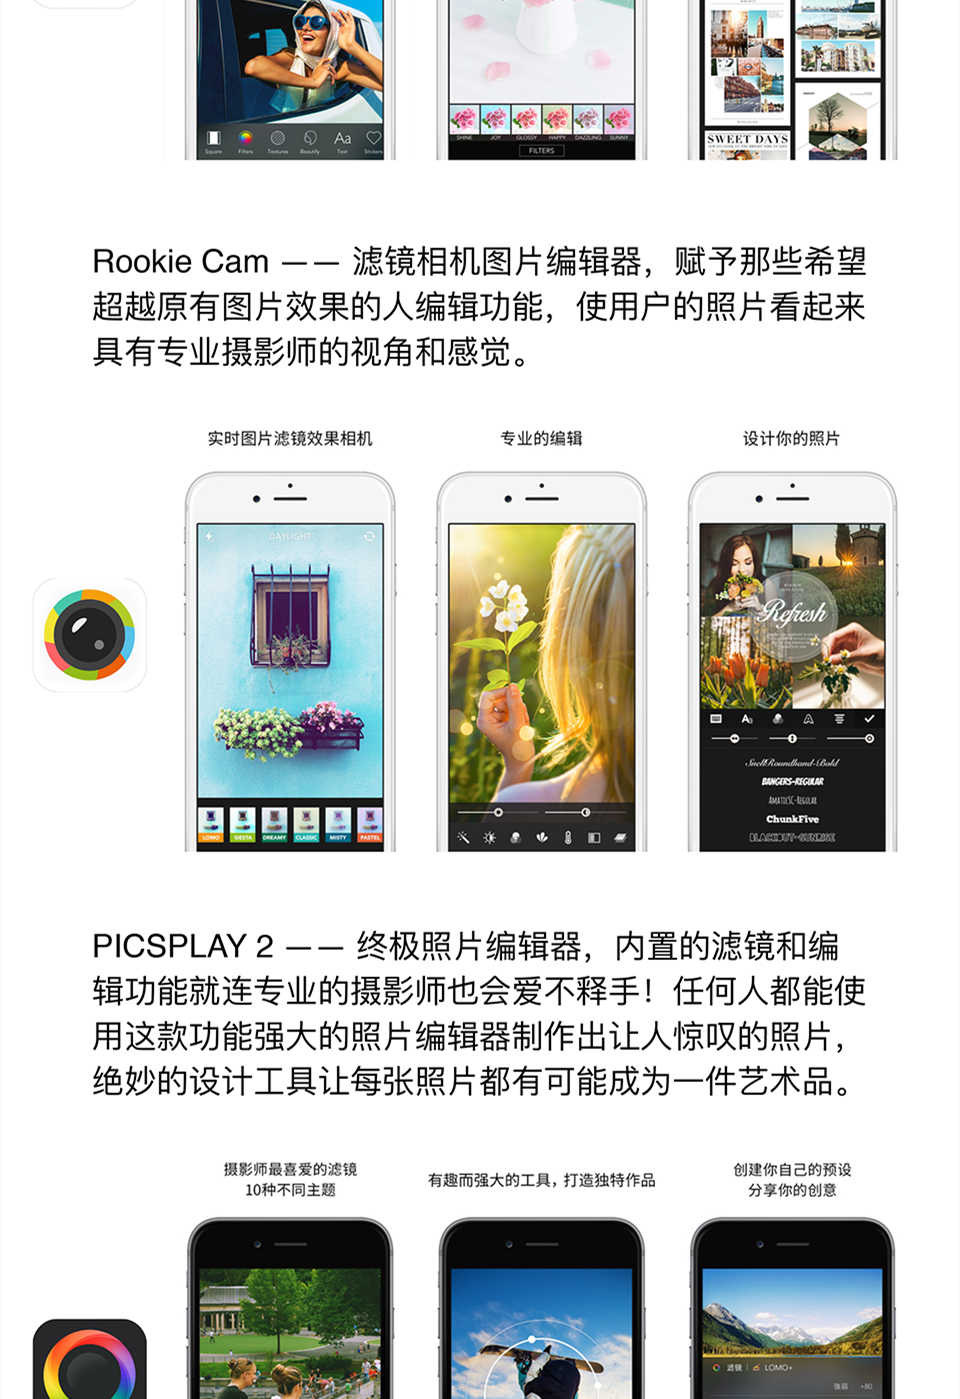 Square Filters Textures Beautify Text Stickers
Aa
SHINE JOY GLOSSY HAPPY DAZZLING SUNNY
FILTERS
MAGAZINE
SWEET DAYS
Rookie Cam —— 滤镜相机图片编辑器，赋予那些希望
超越原有图片效果的人编辑功能，使用户的照片看起来
具有专业摄影师的视角和感觉。
实时图片滤镜效果相机
专业的编辑
设计你的照片
DAYLIGHT
LOMO SIESTA DREAMY CLASSIC MISTY PASTEL
Refresh
SnellRoundhand-Bold
BANGERS-REGULAR
AMATICSC-REGULAR
ChunkFive
BLACKOUT-SUNRISE
PICSPLAY 2 —— 终极照片编辑器，内置的滤镜和编
辑功能就连专业的摄影师也会爱不释手！任何人都能使
用这款功能强大的照片编辑器制作出让人惊叹的照片，
绝妙的设计工具让每张照片都有可能成为一件艺术品。
摄影师最喜爱的滤镜
10种不同主题
有趣而强大的工具，打造独特作品
创建你自己的预设
分享你的创意
滤镜 | LOMO+
强弱 +80